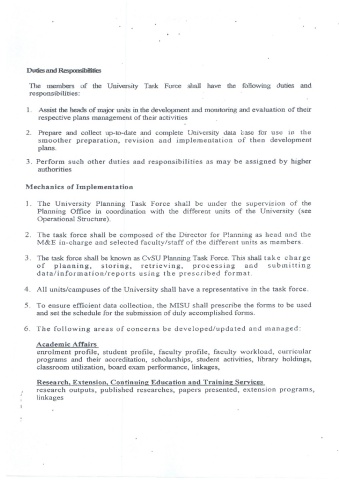 Duties and Responsibilities
The members of the University Task Force shall have the following duties and
responsibilities:
1. Assist the heads of major units in the development and monitoring and evaluation of their
respective plans management of their activities
2. Prepare and collect up-to-date and complete University data base for use in the
smoother preparation, revision and implementation of then development
plans.
3. Perform such other duties and responsibilities as may be assigned by higher
authorities
Mechanics of Implementation
1. The University Planning Task Force shall be under the supervision of the
Planning Office in coordination with the different units of the University (see
Operational Structure).
2. The task force shall be composed of the Director for Planning as head and the
M&E in-charge and selected faculty/staff of the different units as members.
3. The task force shall be known as CvSU Planning Task Force. This shall take charge
of planning, storing, retrieving, processing and submitting
data/information/reports using the prescribed format.
4. All units/campuses of the University shall have a representative in the task force.
5. To ensure efficient data collection, the MISU shall prescribe the forms to be used
and set the schedule for the submission of duly accomplished forms.
6. The following areas of concerns be developed/updated and managed:
Academic Affairs
enrolment profile, student profile, faculty profile, faculty workload, curricular
programs and their accreditation, scholarships, student activities, library holdings,
classroom utilization, board exam performance, linkages,
Research, Extension, Continuing Education and Training Services
research outputs, published researches, papers presented, extension programs,
linkages